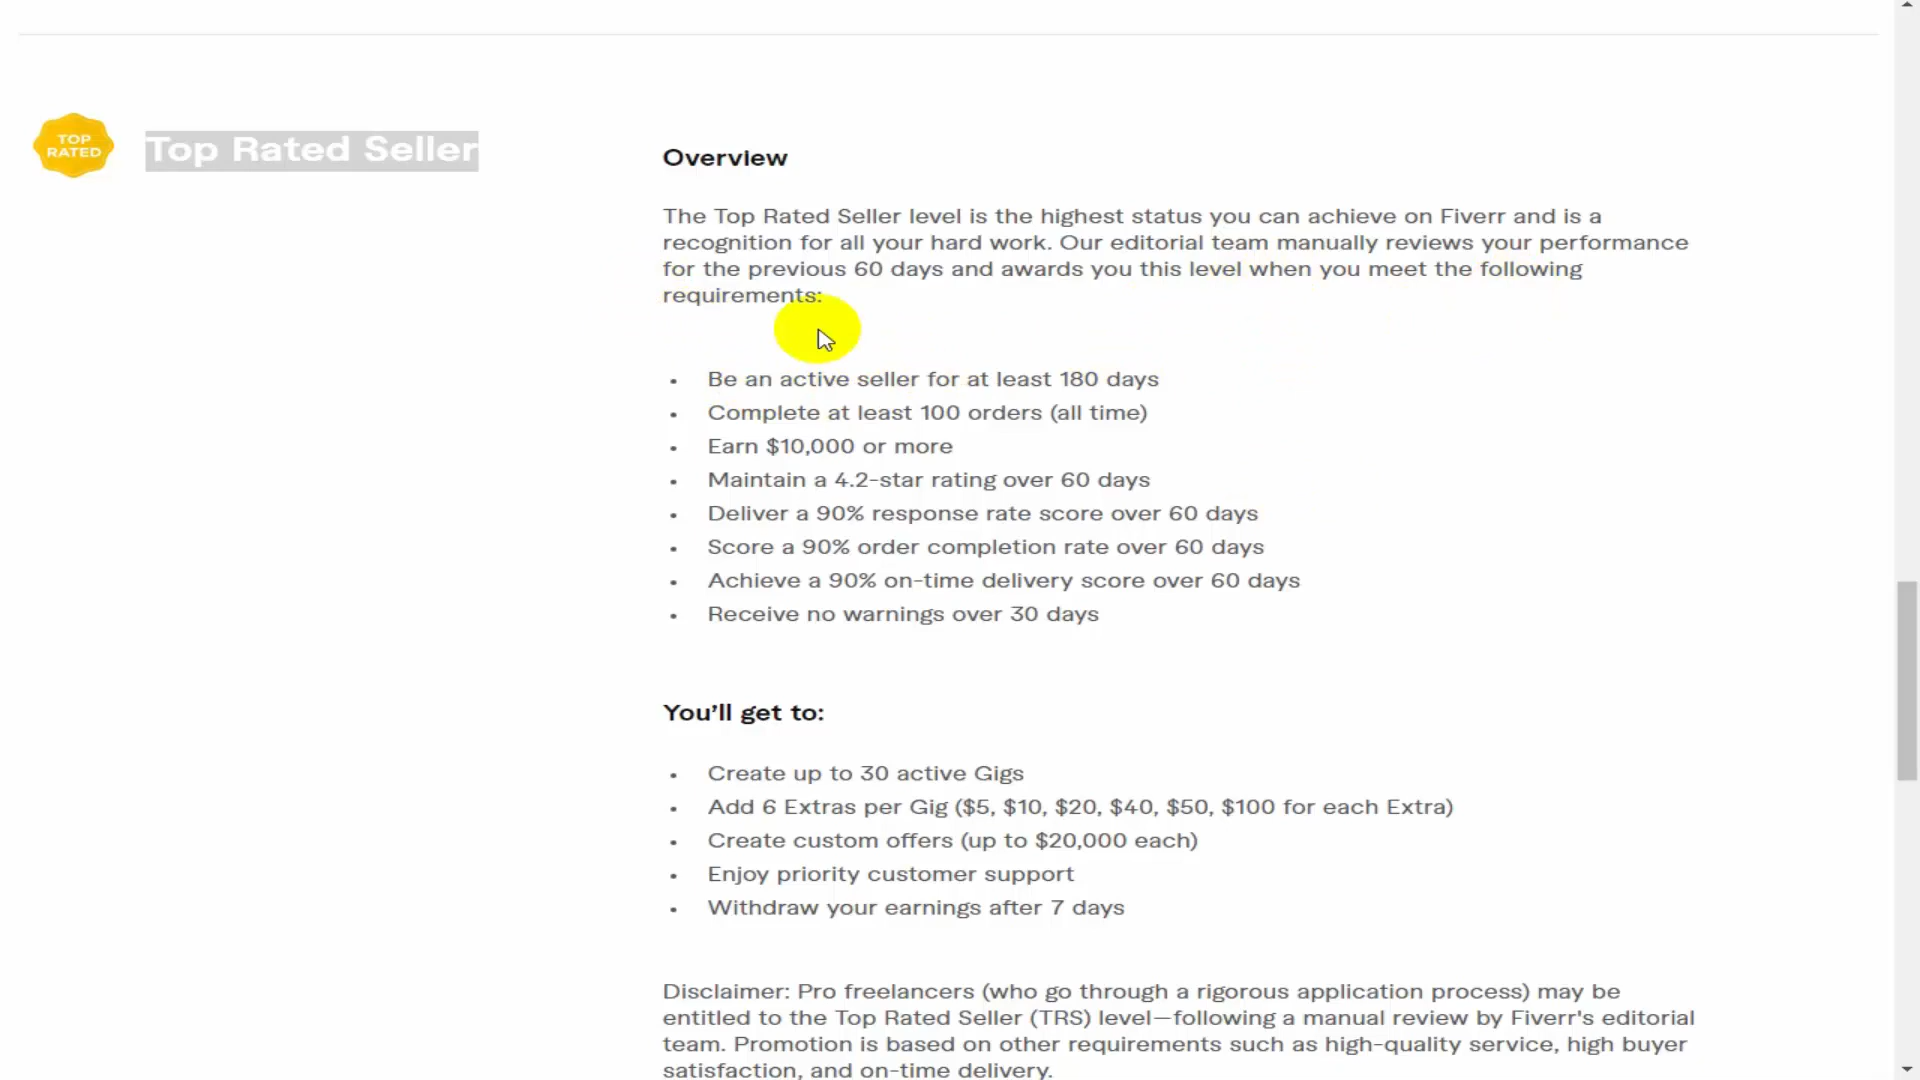 TOP
RATED
Top Rated Seller
Overview
The Top Rated Seller level is the highest status you can achieve on Fiverr and is a
recognition for all your hard work. Our editorial team manually reviews your performance
for the previous 60 days and awards you this level when you meet the following
requirements:
• Be an active seller for at least 180 days
• Complete at least 100 orders (all time)
• Earn $10,000 or more
• Maintain a 4.2-star rating over 60 days
• Deliver a 90% response rate score over 60 days
• Score a 90% order completion rate over 60 days
• Achieve a 90% on-time delivery score over 60 days
• Receive no warnings over 30 days
You’ll get to:
• Create up to 30 active Gigs
• Add 6 Extras per Gig ($5, $10, $20, $40, $50, $100 for each Extra)
• Create custom offers (up to $20,000 each)
• Enjoy priority customer support
• Withdraw your earnings after 7 days
Disclaimer: Pro freelancers (who go through a rigorous application process) may be
entitled to the Top Rated Seller (TRS) level—following a manual review by Fiverr's editorial
team. Promotion is based on other requirements such as high-quality service, high buyer
satisfaction, and on-time delivery.